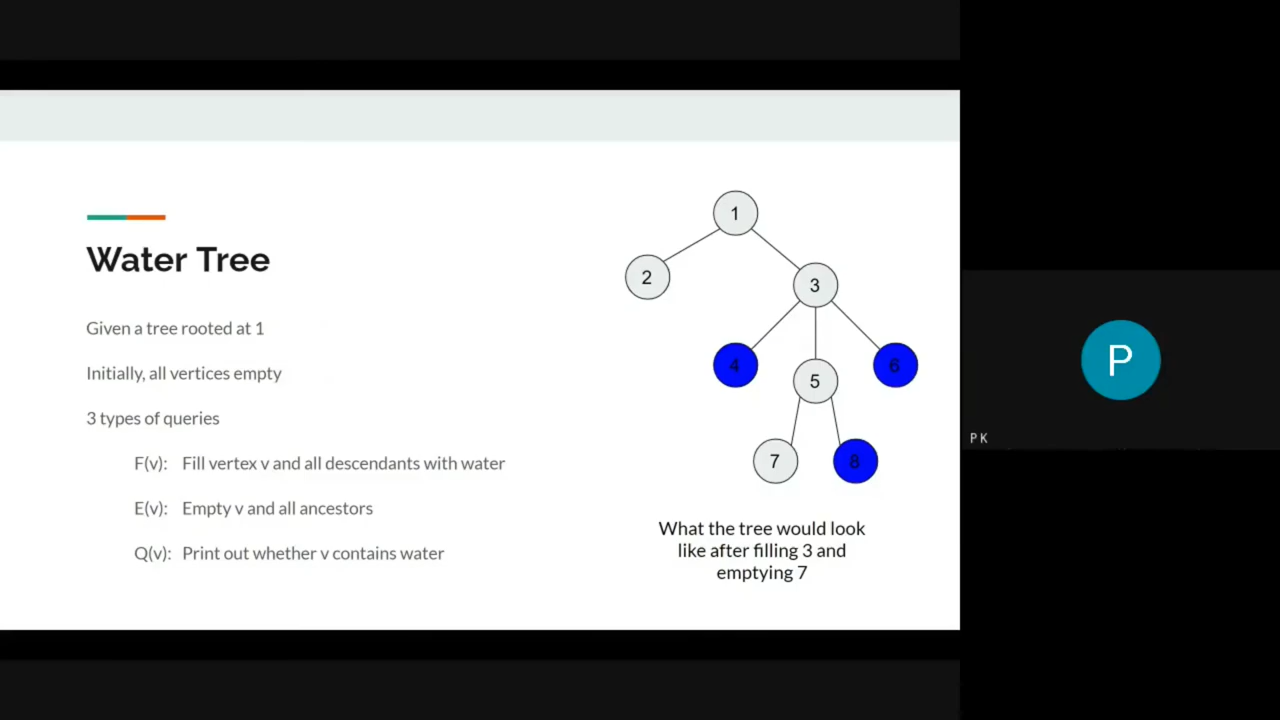 Water Tree
Given a tree rooted at 1
Initially, all vertices empty
3 types of queries
F(v): Fill vertex v and all descendants with water
E(v): Empty v and all ancestors
Q(v): Print out whether v contains water
1
2
3
4
5
6
7
8
What the tree would look
like after filling 3 and
emptying 7
P
P K